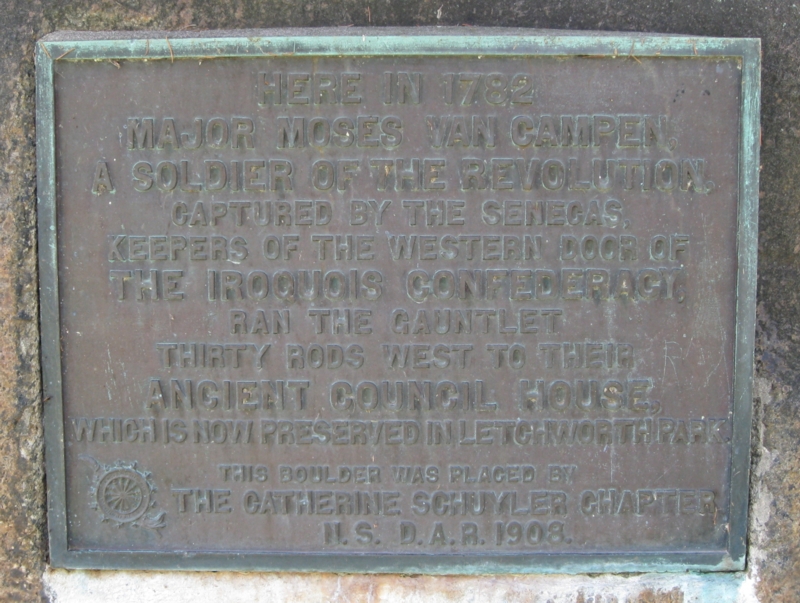 HERE IN 1782
MAJOR MOSES VAN CAMPEN,
A SOLDIER OF THE REVOLUTION,
CAPTURED BY THE SENECAS,
KEEPERS OF THE WESTERN DOOR OF
THE IROQUOIS CONFEDERACY,
RAN THE GAUNTLET
THIRTY RODS WEST TO THEIR
ANCIENT COUNCIL HOUSE,
WHICH IS NOW PRESERVED IN LETCHWORTH PARK.
THIS BOULDER WAS PLACED BY
THE CATHERINE SCHUYLER CHAPTER
N. S. D. A. R. 1908.